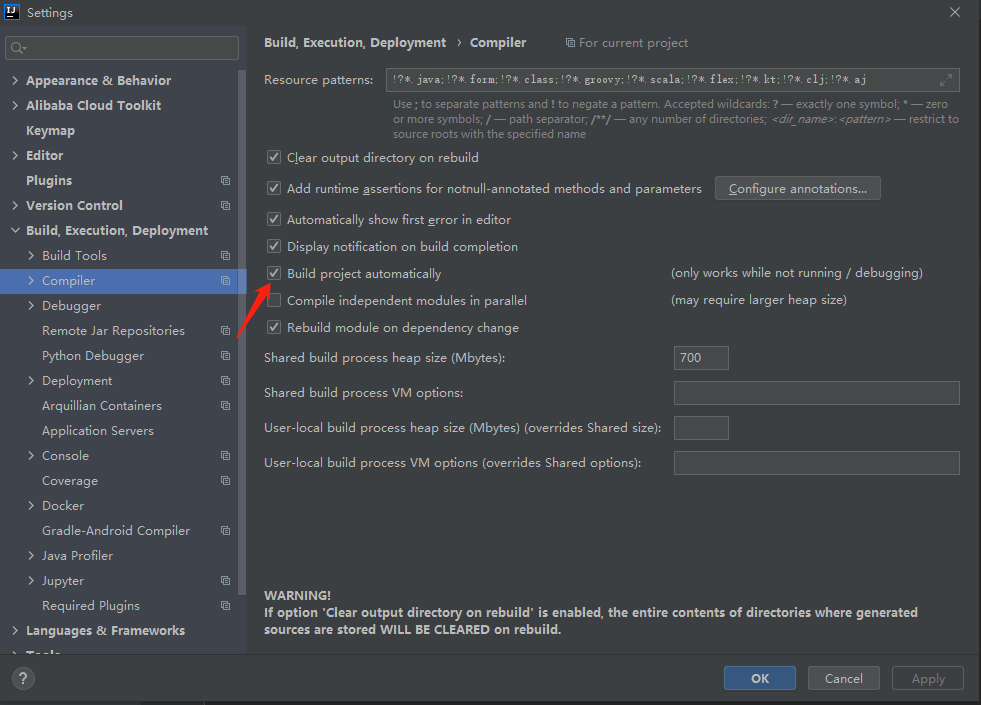 IJ Settings
Build, Execution, Deployment › Compiler For current project
Appearance & Behavior
Alibaba Cloud Toolkit
Keymap
Editor
Plugins
Version Control
Build, Execution, Deployment
Build Tools
Compiler
Debugger
Remote Jar Repositories
Python Debugger
Deployment
Arquillian Containers
Application Servers
Console
Coverage
Docker
Gradle-Android Compiler
Java Profiler
Jupyter
Required Plugins
Languages & Frameworks
Tools
Resource patterns: !?*.java;!?*.form;!?*.class;!?*.groovy;!?*.scala;!?*.flex;!?*.kt;!?*.clj;!?*.aj
Use ; to separate patterns and ! to negate a pattern. Accepted wildcards: ? — exactly one symbol; * — zero
or more symbols; / — path separator; /**/ — any number of directories; <dir_name>:<pattern> — restrict to
source roots with the specified name
Clear output directory on rebuild
Add runtime assertions for notnull-annotated methods and parameters Configure annotations...
Automatically show first error in editor
Display notification on build completion
Build project automatically (only works while not running / debugging)
Compile independent modules in parallel (may require larger heap size)
Rebuild module on dependency change
Shared build process heap size (Mbytes): 700
Shared build process VM options:
User-local build process heap size (Mbytes) (overrides Shared size):
User-local build process VM options (overrides Shared options):
WARNING!
If option 'Clear output directory on rebuild' is enabled, the entire contents of directories where generated
sources are stored WILL BE CLEARED on rebuild.
? OK Cancel Apply